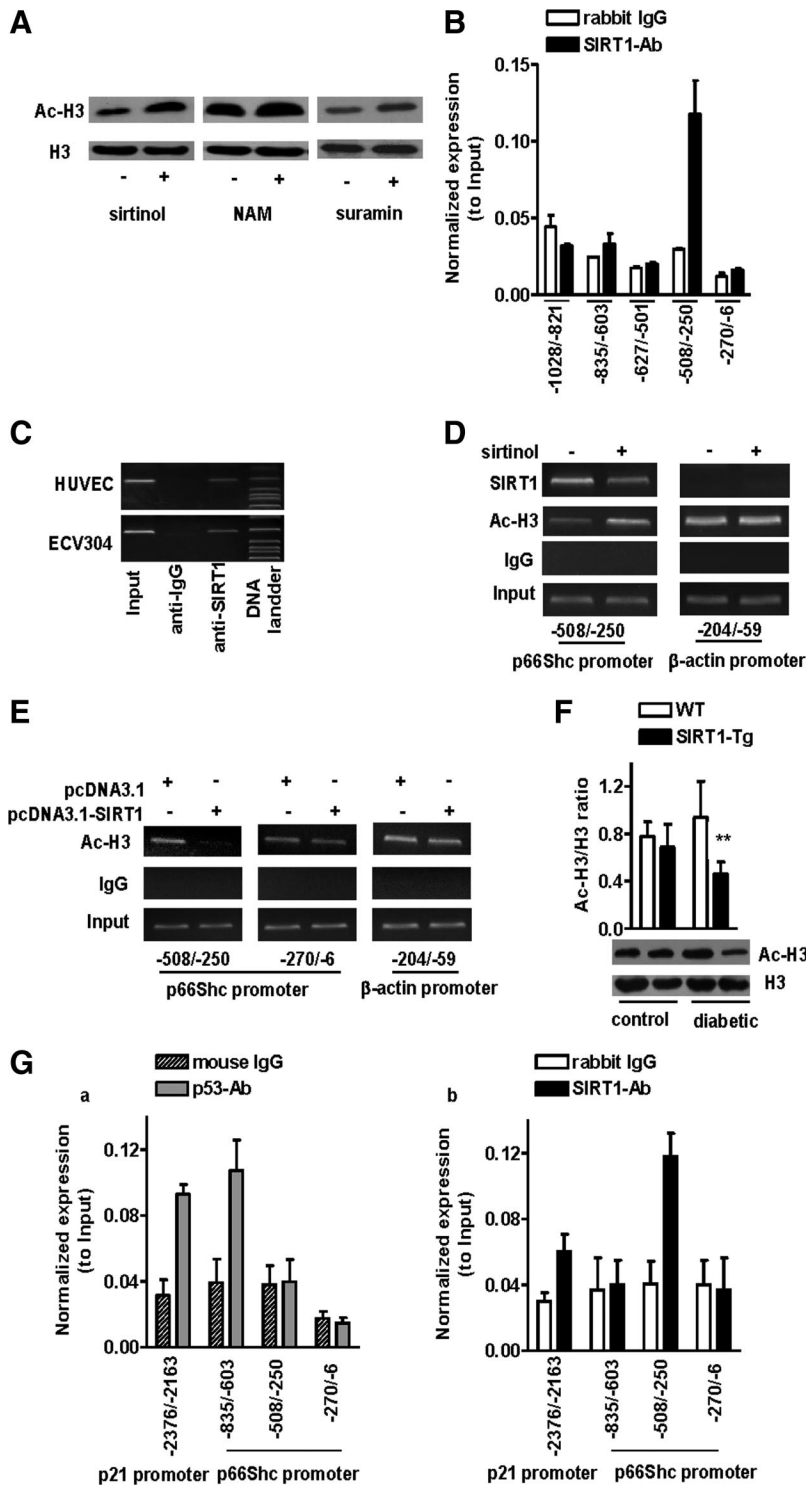 A
Ac-H3
H3
- + - + - +
sirtinol NAM suramin
B
rabbit IgG
SIRT1-Ab
Normalized expression
(to Input)
0.15
0.10
0.05
0.00
-1028/-821
-835/-603
-627/-501
-508/-250
-270/-6
C
HUVEC
ECV304
Input
anti-IgG
anti-SIRT1
DNA
landder
D
sirtinol - + - +
SIRT1
Ac-H3
IgG
Input
-508/-250 -204/-59
p66Shc promoter β-actin promoter
E
pcDNA3.1 + - + - + -
pcDNA3.1-SIRT1 - + - + - +
Ac-H3
IgG
Input
-508/-250 -270/-6 -204/-59
p66Shc promoter β-actin promoter
F
WT
SIRT1-Tg
Ac-H3/H3 ratio
1.2
0.8
0.4
0.0
**
Ac-H3
H3
control diabetic
G
a
mouse IgG
p53-Ab
Normalized expression
(to Input)
0.12
0.08
0.04
0.00
-2376/-2163
-835/-603
-508/-250
-270/-6
p21 promoter p66Shc promoter
b
rabbit IgG
SIRT1-Ab
Normalized expression
(to Input)
0.12
0.08
0.04
0.00
-2376/-2163
-835/-603
-508/-250
-270/-6
p21 promoter p66Shc promoter